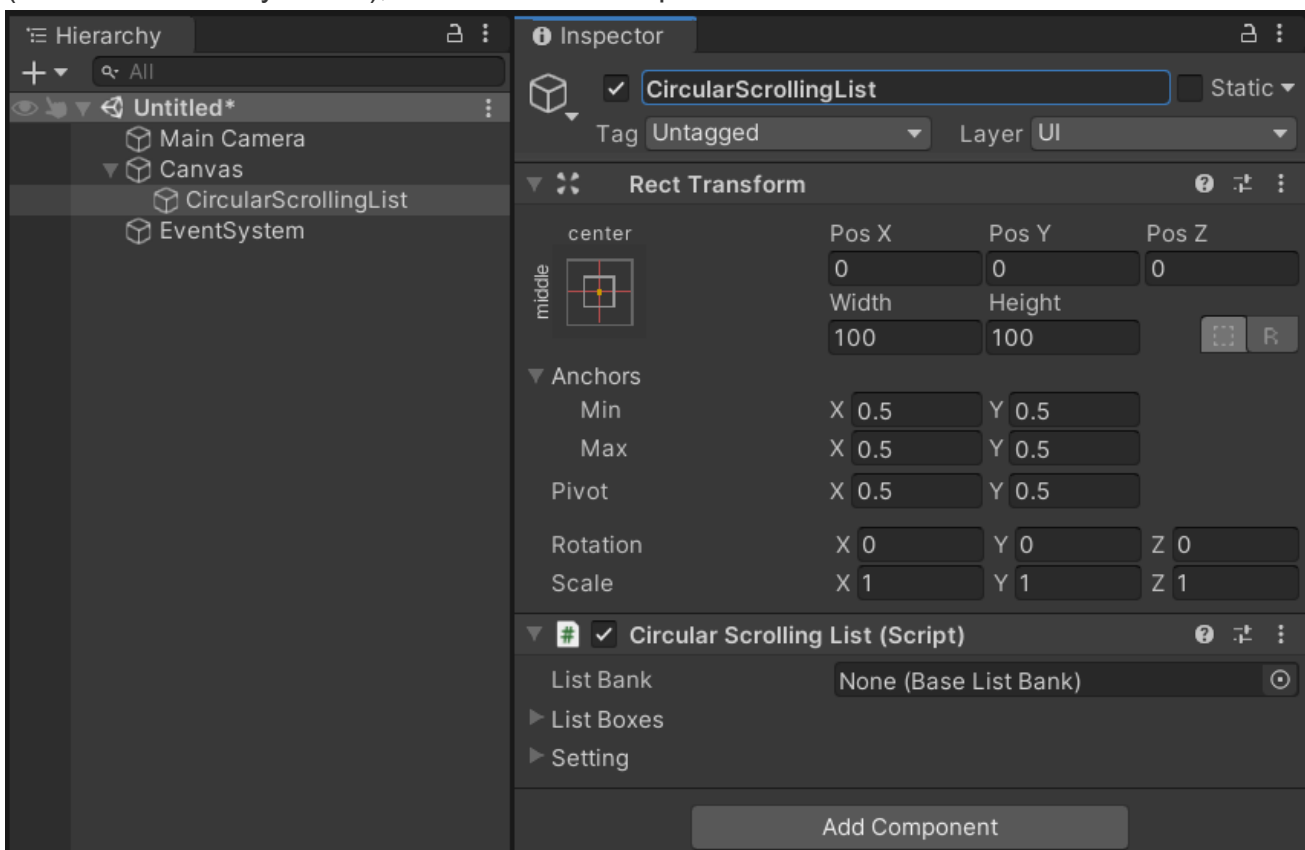 Hierarchy
All
Untitled*
Main Camera
Canvas
CircularScrollingList
EventSystem
Inspector
CircularScrollingList
Static
Tag Untagged Layer UI
Rect Transform
center
middle
Pos X Pos Y Pos Z
0 0 0
Width Height
100 100
R
Anchors
Min X 0.5 Y 0.5
Max X 0.5 Y 0.5
Pivot X 0.5 Y 0.5
Rotation X 0 Y 0 Z 0
Scale X 1 Y 1 Z 1
# Circular Scrolling List (Script)
List Bank None (Base List Bank)
List Boxes
Setting
Add Component